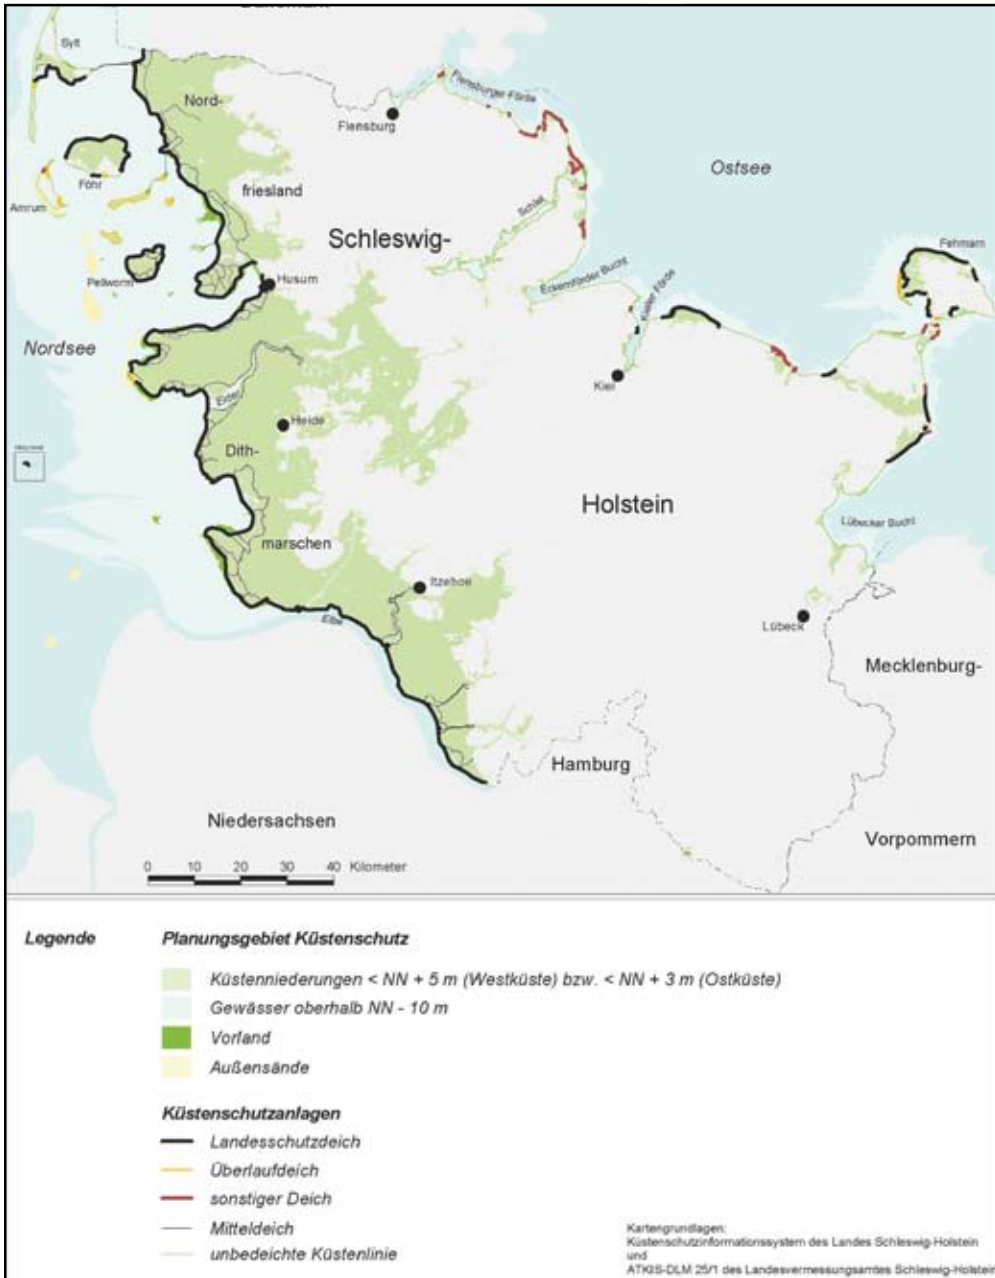 Sylt
Nord-
Flensburger Förde
Flensburg
Ostsee
Föhr
friesland
Amrum
Schlei
Schleswig-
Fehmarn
Pellworm
Husum
Eckernförder Bucht
Kieler Förde
Nordsee
Kiel
Eider
Heide
Dith-
Holstein
Lübecker Bucht
marschen
Itzehoe
Elbe
Lübeck
Mecklenburg-
Hamburg
Niedersachsen
Vorpommern
0 10 20 30 40 Kilometer
Legende
Planungsgebiet Küstenschutz
Küstenniederungen < NN + 5 m (Westküste) bzw. < NN + 3 m (Ostküste)
Gewässer oberhalb NN - 10 m
Vorland
Außensände
Küstenschutzanlagen
Landesschutzdeich
Überlaufdeich
sonstiger Deich
Mitteldeich
unbedeichte Küstenlinie
Kartengrundlagen:
Küstenschutzinformationssystem des Landes Schleswig-Holstein
und
ATKIS-DLM 25/1 des Landesvermessungsamtes Schleswig-Holstein